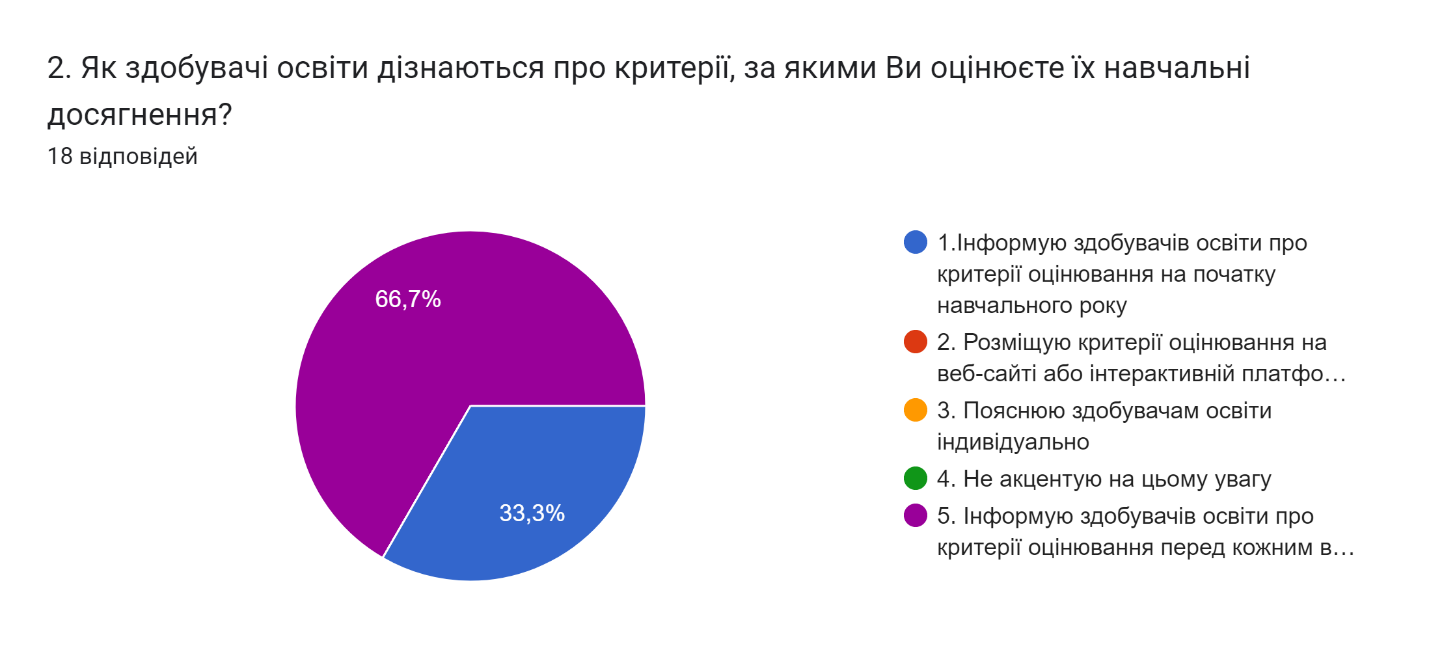 2. Як здобувачі освіти дізнаються про критерії, за якими Ви оцінюєте їх навчальні
досягнення?
18 відповідей
66,7%
33,3%
1.Інформую здобувачів освіти про
критерії оцінювання на початку
навчального року
2. Розміщую критерії оцінювання на
веб-сайті або інтерактивній платфо…
3. Пояснюю здобувачам освіти
індивідуально
4. Не акцентую на цьому увагу
5. Інформую здобувачів освіти про
критерії оцінювання перед кожним в…